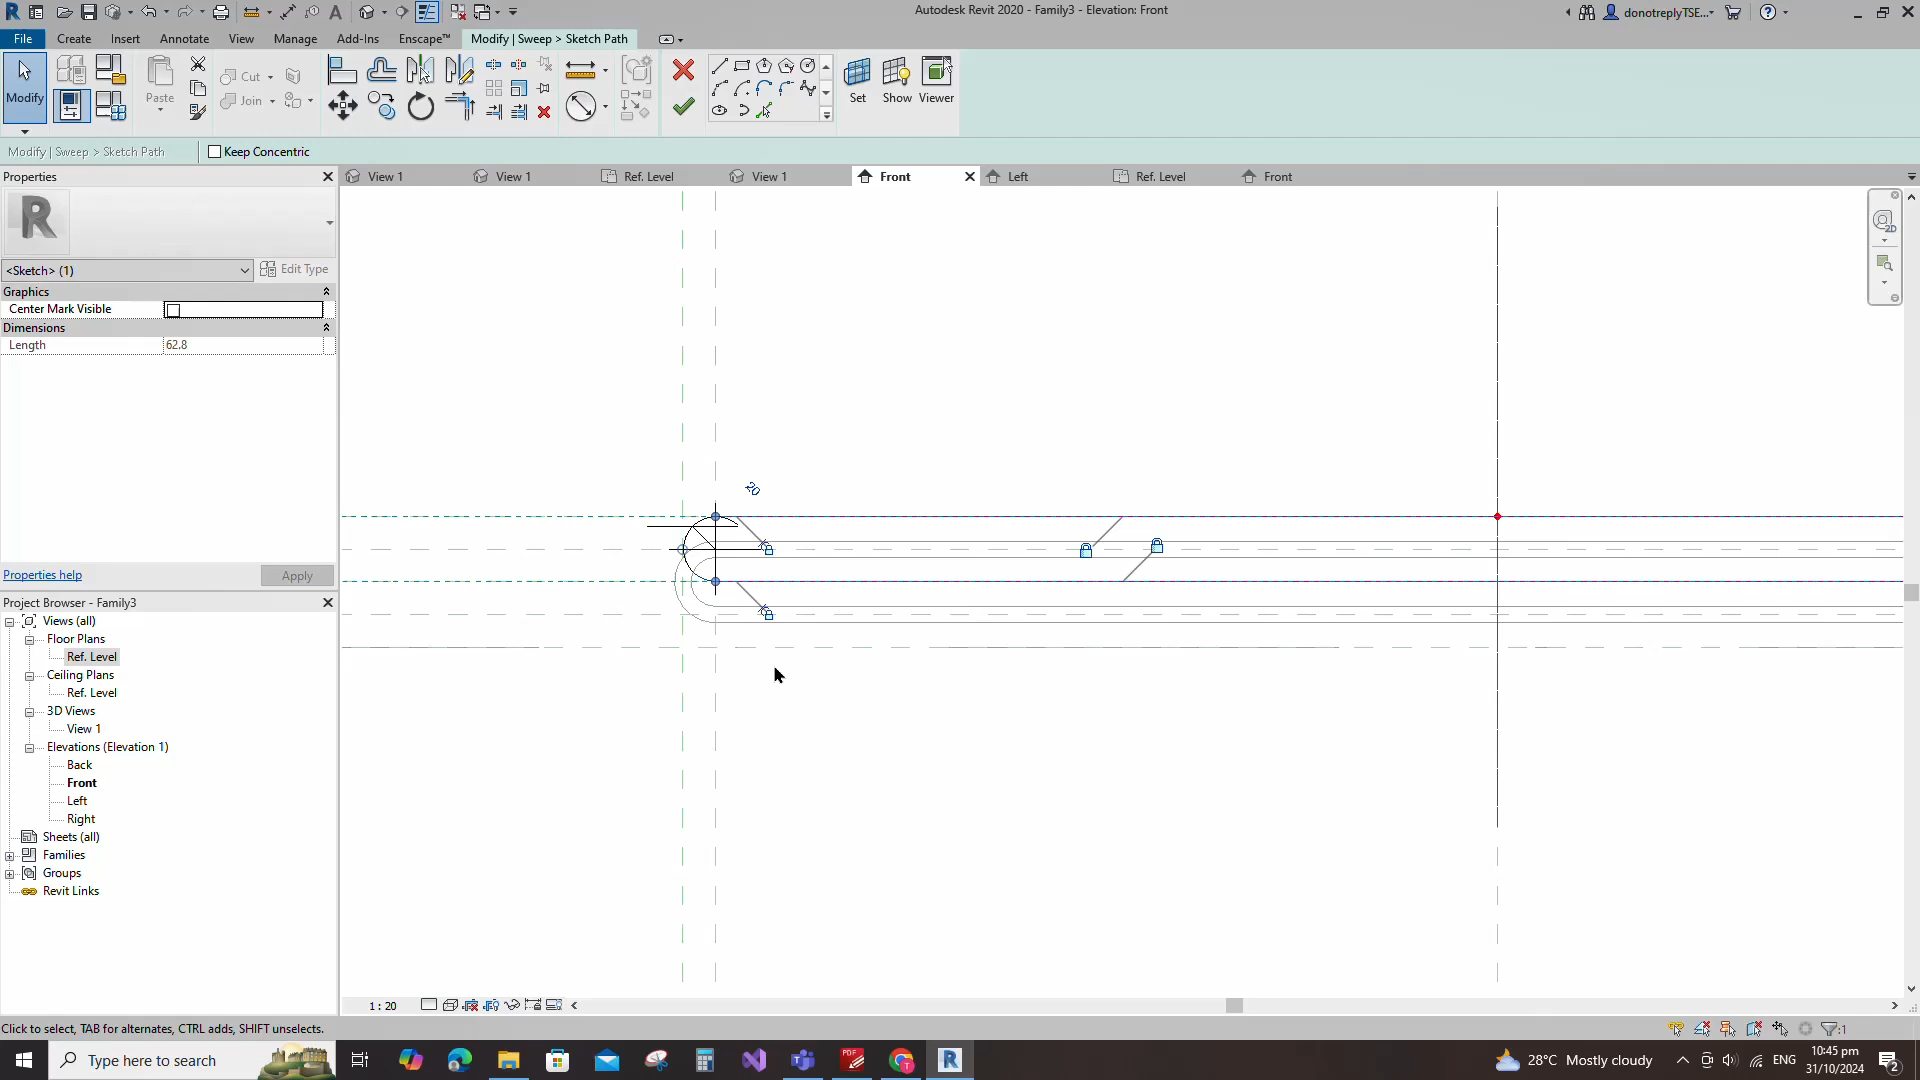 Autodesk Revit 2020 - Family3 - Elevation: Front
donotreplyTSE...
File
Create
Insert
Annotate
View
Manage
Add-Ins
Enscape™
Modify | Sweep > Sketch Path
Modify
Paste
Cut
Join
Set
Show
Viewer
Modify | Sweep > Sketch Path
Keep Concentric
Properties
View 1
View 1
Ref. Level
View 1
Front
Left
Ref. Level
Front
<Sketch> (1)
Edit Type
Graphics
Center Mark Visible
Dimensions
Length
62.8
Properties help
Apply
Project Browser - Family3
Views (all)
Floor Plans
Ref. Level
Ceiling Plans
Ref. Level
3D Views
View 1
Elevations (Elevation 1)
Back
Front
Left
Right
Sheets (all)
Families
Groups
Revit Links
1 : 20
Click to select, TAB for alternates, CTRL adds, SHIFT unselects.
:1
Type here to search
28°C Mostly cloudy
ENG
10:45 pm
31/10/2024
2
2D